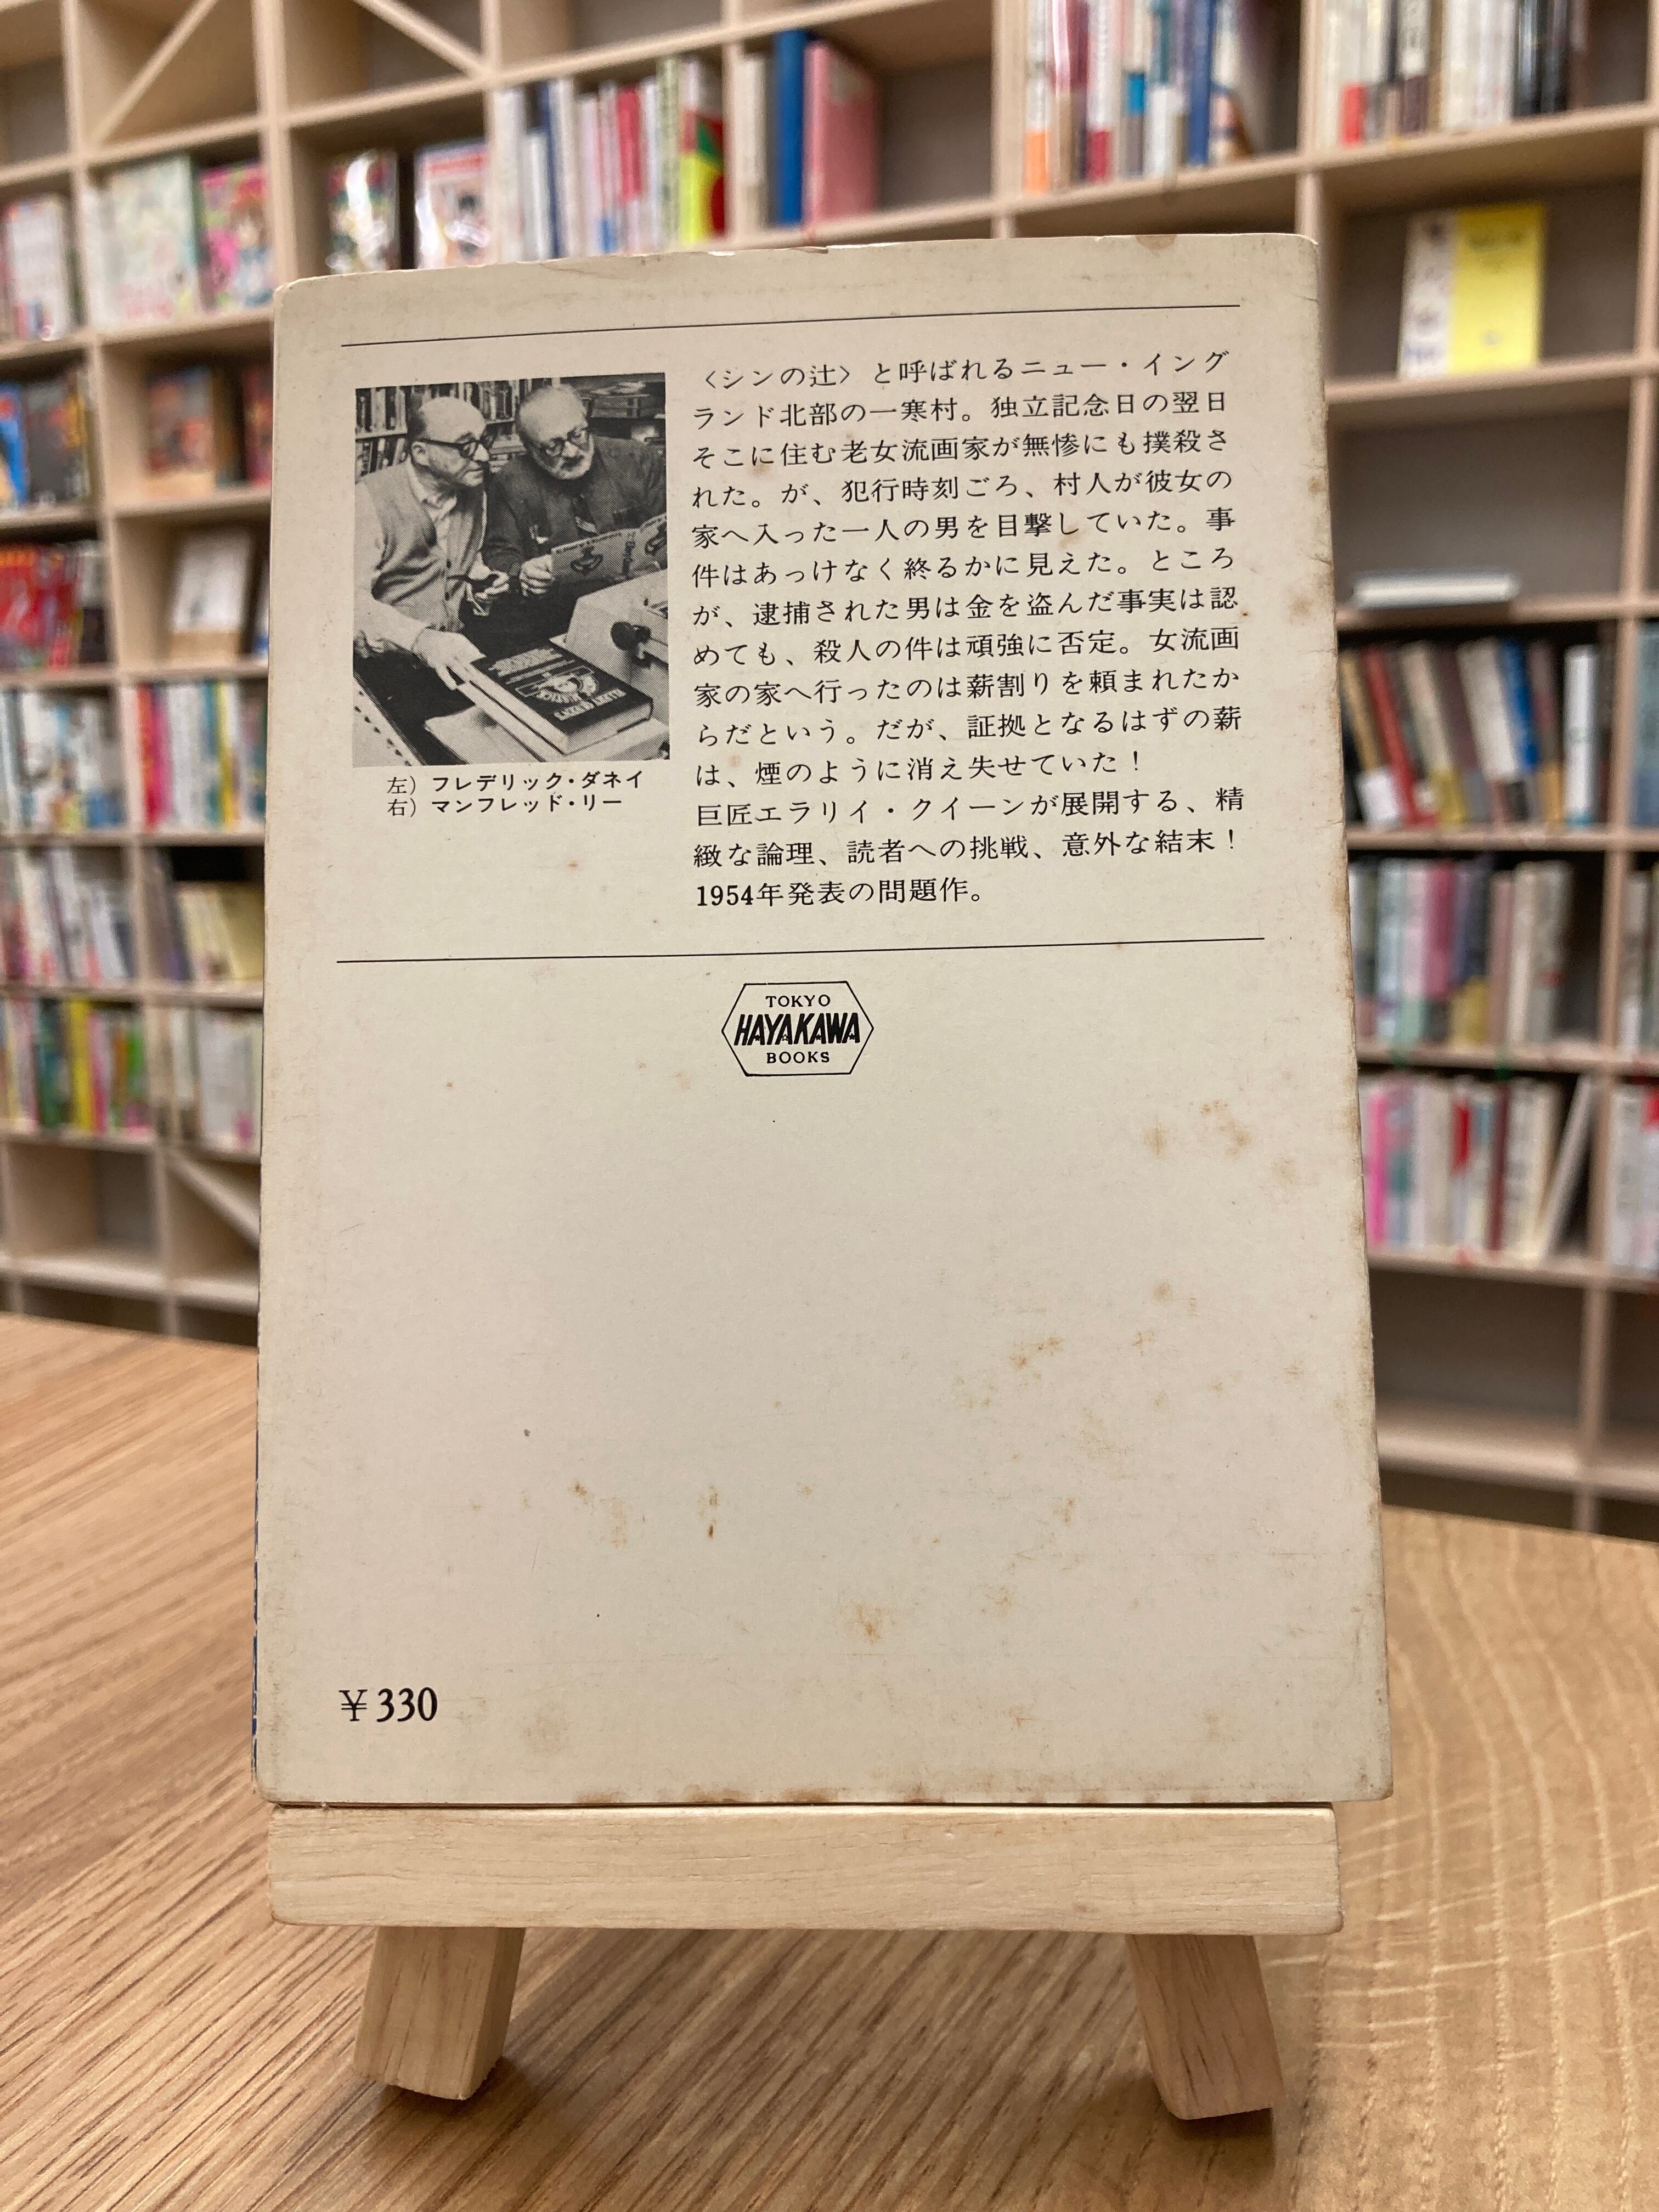 〈シンの辻〉と呼ばれるニュー・イング
ランド北部の一寒村。独立記念日の翌日
そこに住む老女流画家が無惨にも撲殺さ
れた。が、犯行時刻ごろ、村人が彼女の
家へ入った一人の男を目撃していた。事
件はあっけなく終るかに見えた。ところ
が、逮捕された男は金を盗んだ事実は認
めても、殺人の件は頑強に否定。女流画
家の家へ行ったのは薪割りを頼まれたか
らだという。だが、証拠となるはずの薪
は、煙のように消え失せていた！
巨匠エラリイ・クイーンが展開する、精
緻な論理、読者への挑戦、意外な結末！
1954年発表の問題作。
左）フレデリック・ダネイ
右）マンフレッド・リー
TOKYO
HAYAKAWA
BOOKS
￥330